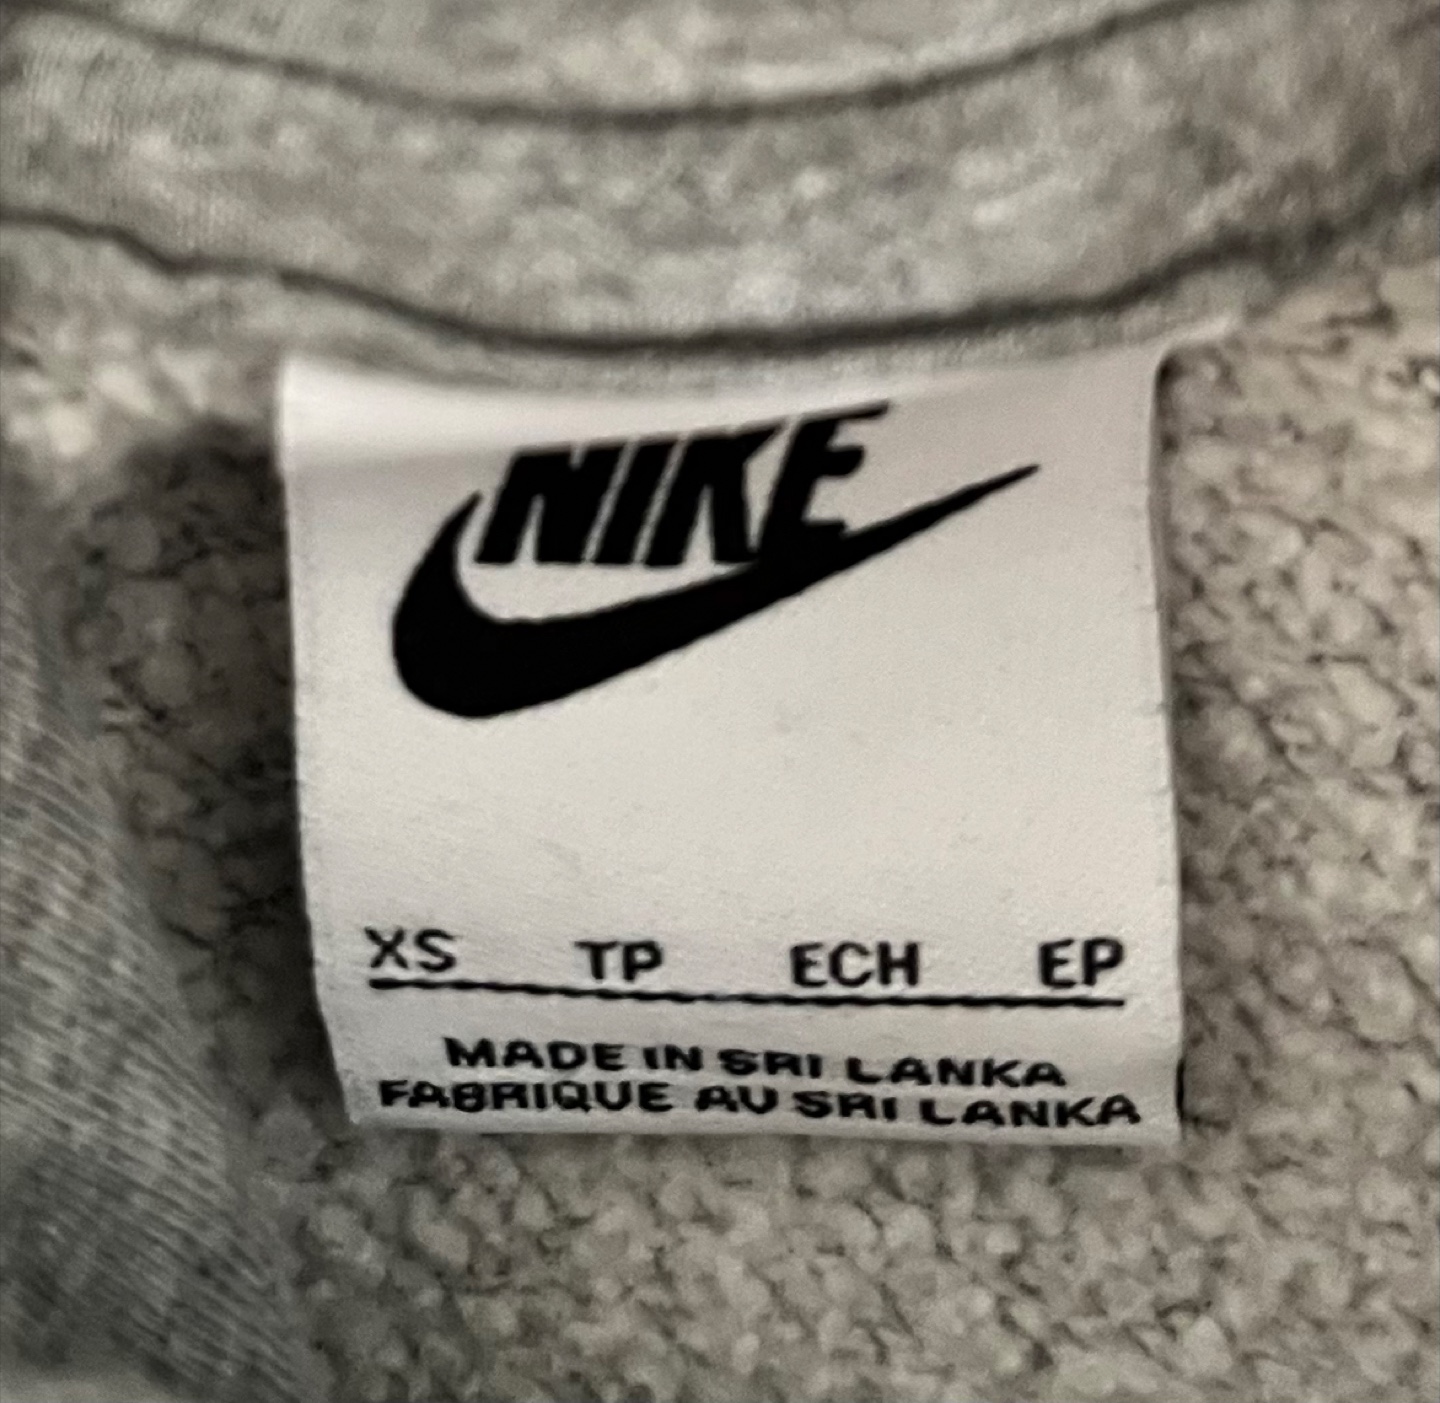 NIKE
XS TP ECH EP
MADE IN SRI LANKA
FABRIQUE AU SRI LANKA